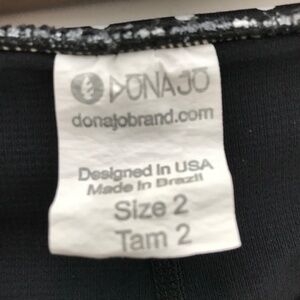 DONAJO
donajobrand.com
Designed in USA
Made in Brazil
Size 2
Tam 2